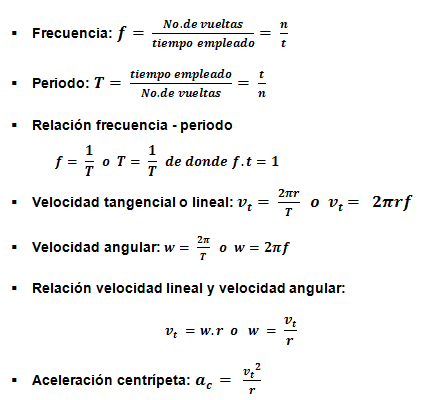 ▪ Frecuencia: f = No.de vueltas / tiempo empleado = n / t
▪ Periodo: T = tiempo empleado / No.de vueltas = t / n
▪ Relación frecuencia - periodo
f = 1 / T o T = 1 / T de donde f.t = 1
▪ Velocidad tangencial o lineal: vₜ = 2πr / T o vₜ = 2πrf
▪ Velocidad angular: w = 2π / T o w = 2πf
▪ Relación velocidad lineal y velocidad angular:
vₜ = w.r o w = vₜ / r
▪ Aceleración centrípeta: a_c = vₜ² / r